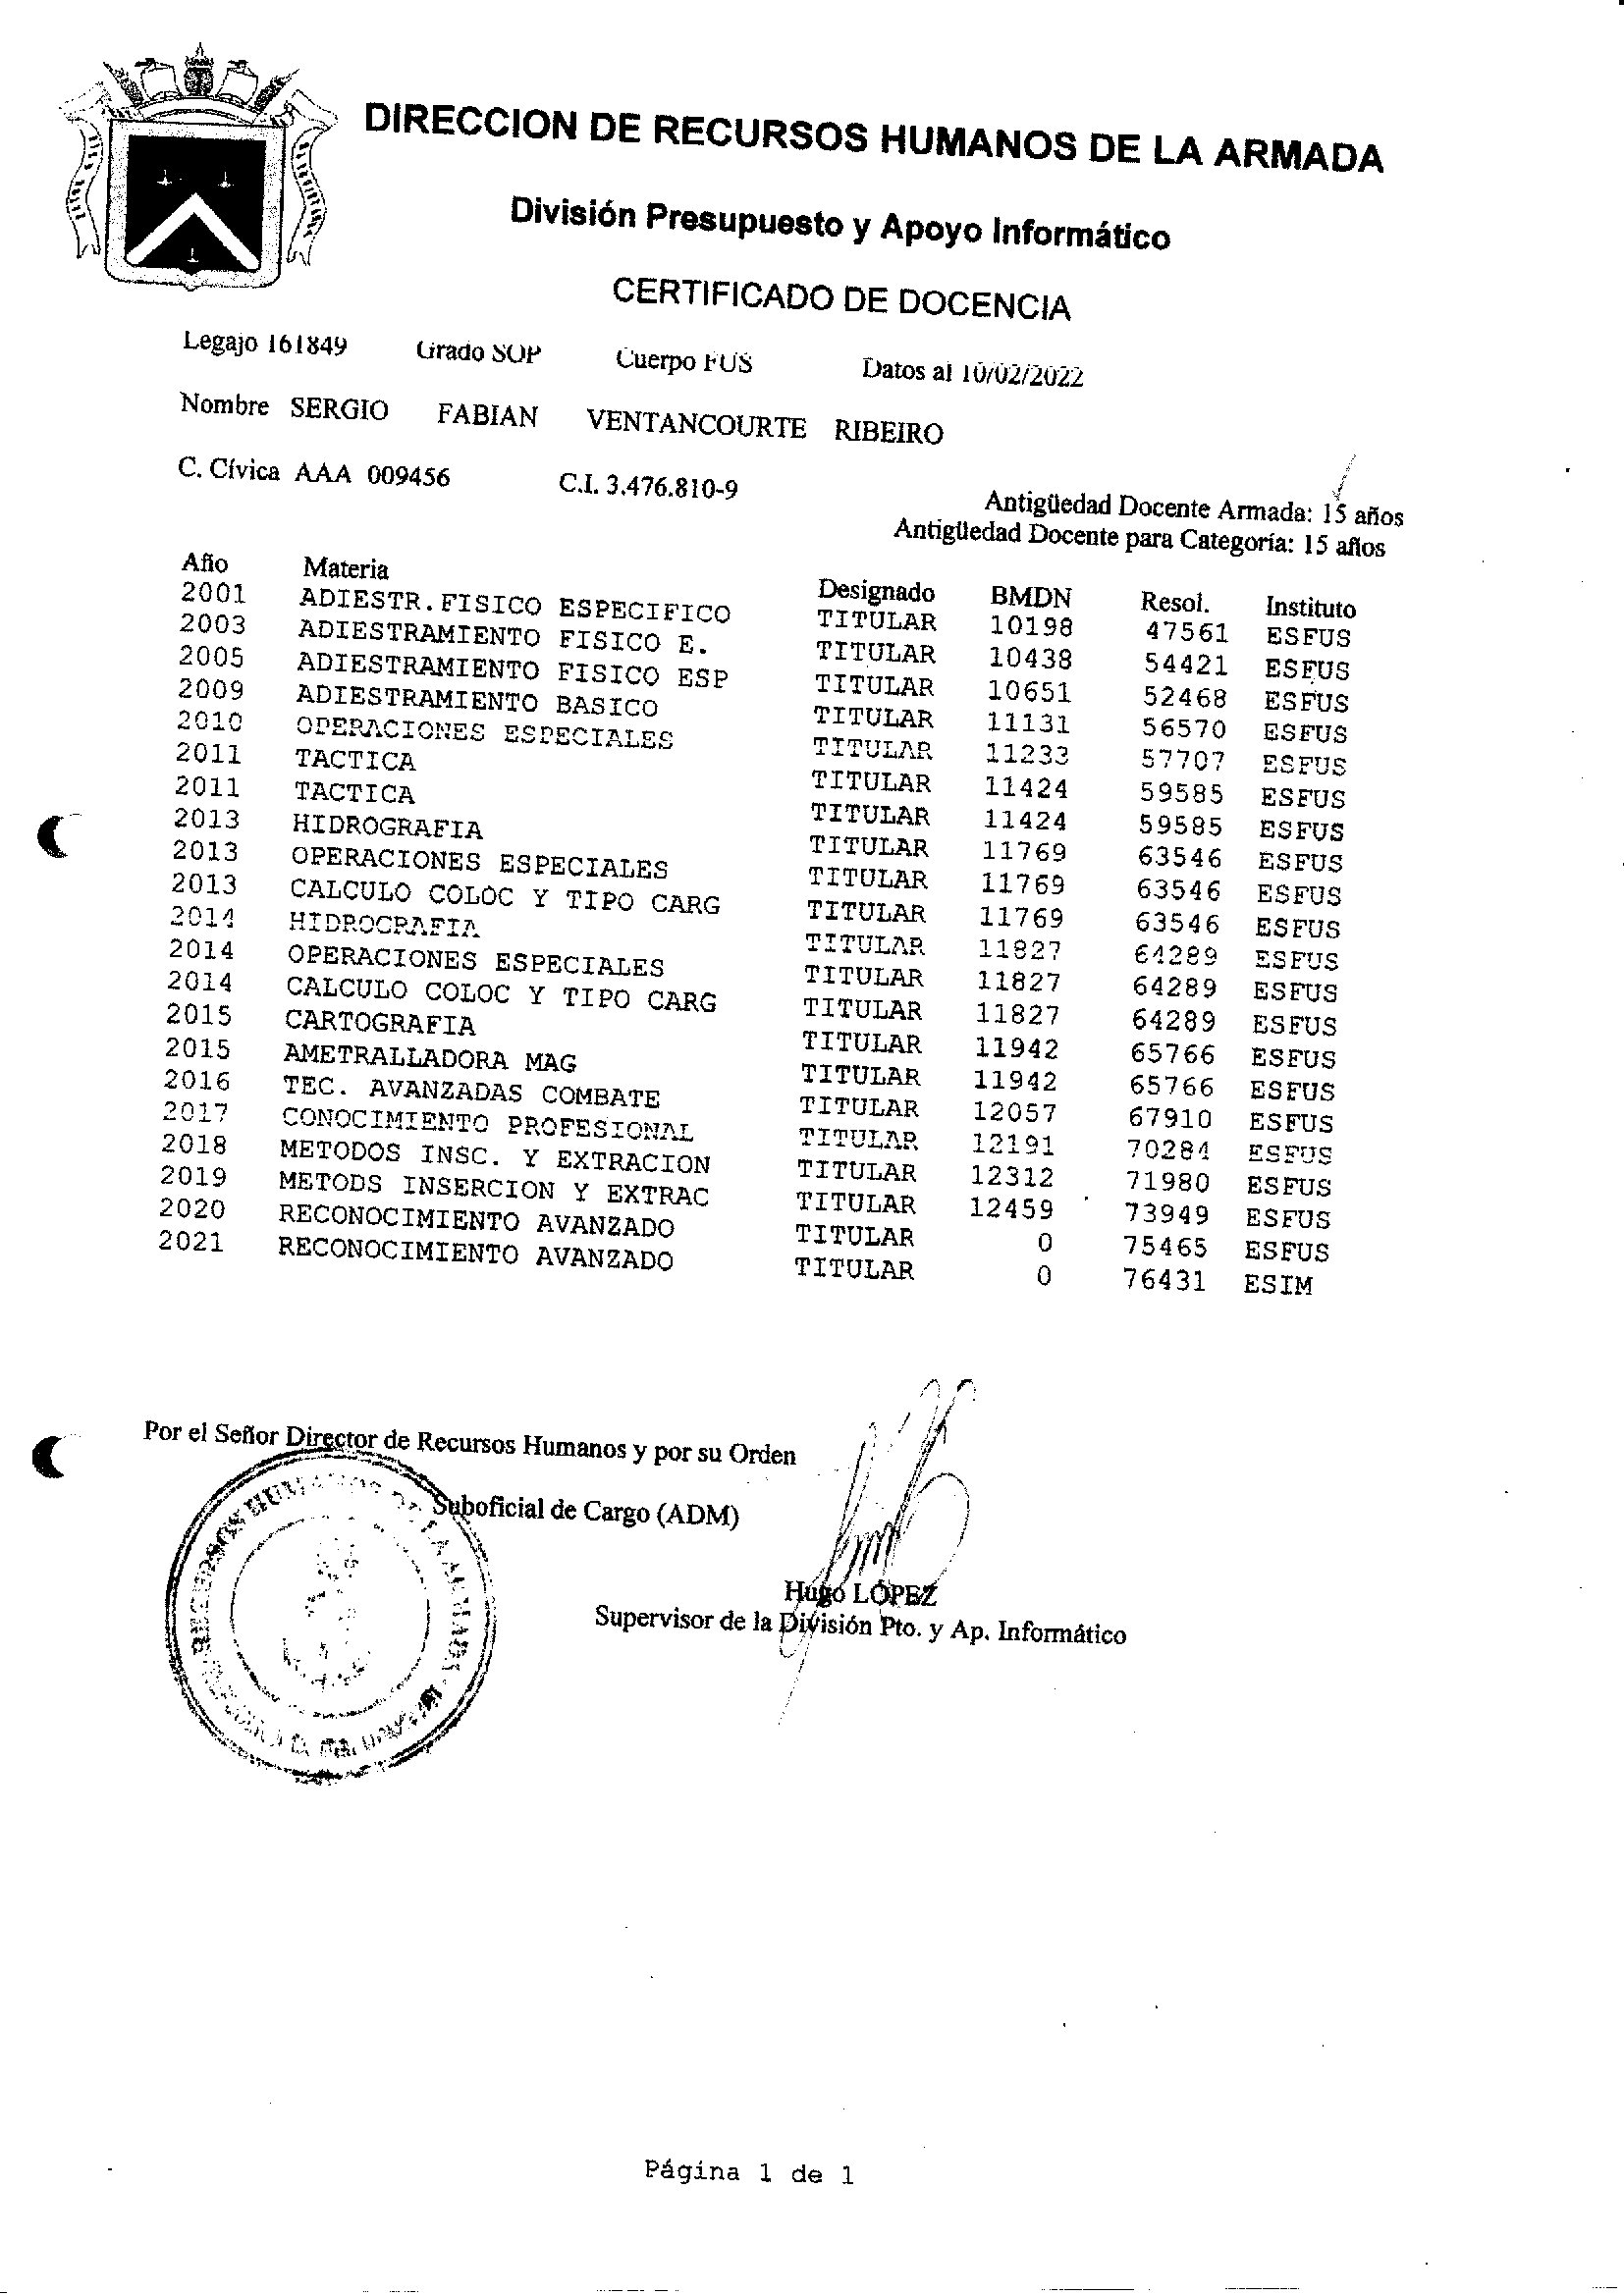 DIRECCION DE RECURSOS HUMANOS DE LA ARMADA
División Presupuesto y Apoyo Informático
CERTIFICADO DE DOCENCIA
Legajo 161849 Grado SOP Cuerpo FUS Datos al 10/02/2022
Nombre SERGIO FABIAN VENTANCOURTE RIBEIRO
C. Cívica AAA 009456 C.I. 3.476.810-9
Antigüedad Docente Armada: 15 años
Antigüedad Docente para Categoría: 15 años
Año Materia Designado BMDN Resol. Instituto
2001 ADIESTR.FISICO ESPECIFICO TITULAR 10198 47561 ESFUS
2003 ADIESTRAMIENTO FISICO E. TITULAR 10438 54421 ESFUS
2005 ADIESTRAMIENTO FISICO ESP TITULAR 10651 52468 ESFUS
2009 ADIESTRAMIENTO BASICO TITULAR 11131 56570 ESFUS
2010 OPERACIONES ESPECIALES TITULAR 11233 57707 ESFUS
2011 TACTICA TITULAR 11424 59585 ESFUS
2011 TACTICA TITULAR 11424 59585 ESFUS
2013 HIDROGRAFIA TITULAR 11769 63546 ESFUS
2013 OPERACIONES ESPECIALES TITULAR 11769 63546 ESFUS
2013 CALCULO COLOC Y TIPO CARG TITULAR 11769 63546 ESFUS
2014 HIDROGRAFIA TITULAR 11827 64289 ESFUS
2014 OPERACIONES ESPECIALES TITULAR 11827 64289 ESFUS
2014 CALCULO COLOC Y TIPO CARG TITULAR 11827 64289 ESFUS
2015 CARTOGRAFIA TITULAR 11942 65766 ESFUS
2015 AMETRALLADORA MAG TITULAR 11942 65766 ESFUS
2016 TEC. AVANZADAS COMBATE TITULAR 12057 67910 ESFUS
2017 CONOCIMIENTO PROFESIONAL TITULAR 12191 70284 ESFUS
2018 METODOS INSC. Y EXTRACION TITULAR 12312 71980 ESFUS
2019 METODS INSERCION Y EXTRAC TITULAR 12459 73949 ESFUS
2020 RECONOCIMIENTO AVANZADO TITULAR 0 75465 ESFUS
2021 RECONOCIMIENTO AVANZADO TITULAR 0 76431 ESIM
Por el Señor Director de Recursos Humanos y por su Orden
Suboficial de Cargo (ADM)
RECURSOS HUMANOS DE LA ARMADA
Hugo LÓPEZ
Supervisor de la División Pto. y Ap. Informático
Página 1 de 1